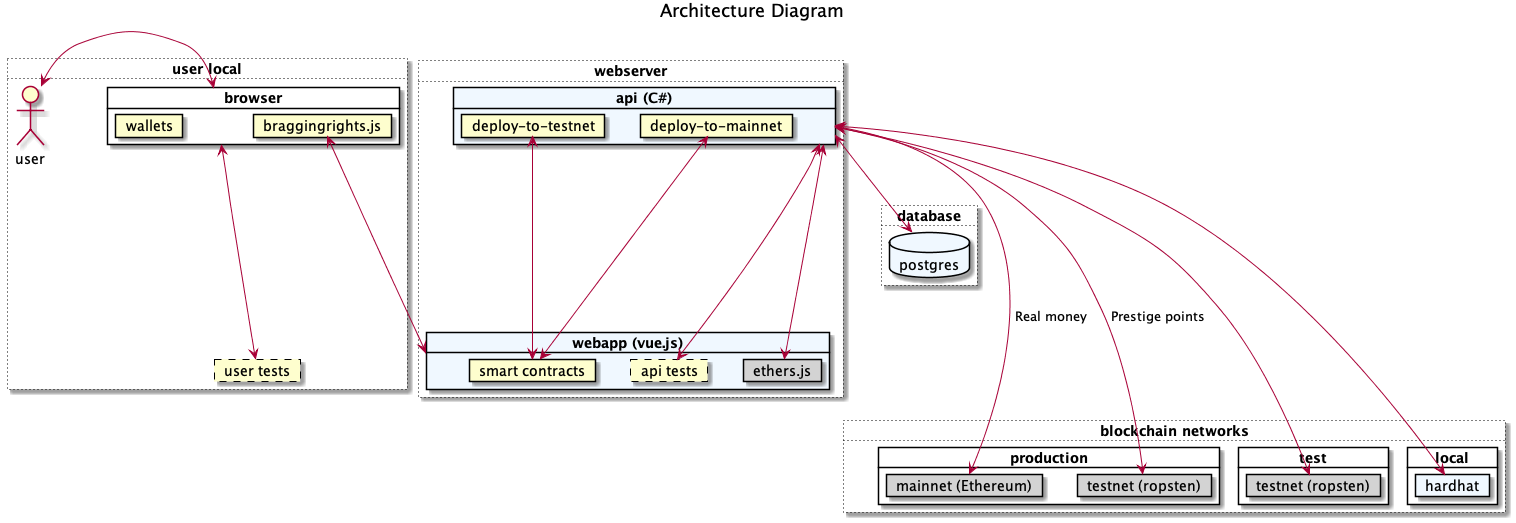 Architecture Diagram
user local
webserver
browser
api (C#)
wallets
braggingrights.js
deploy-to-testnet
deploy-to-mainnet
user
database
postgres
Real money
Prestige points
webapp (vue.js)
user tests
smart contracts
api tests
ethers.js
blockchain networks
production
test
local
mainnet (Ethereum)
testnet (ropsten)
testnet (ropsten)
hardhat